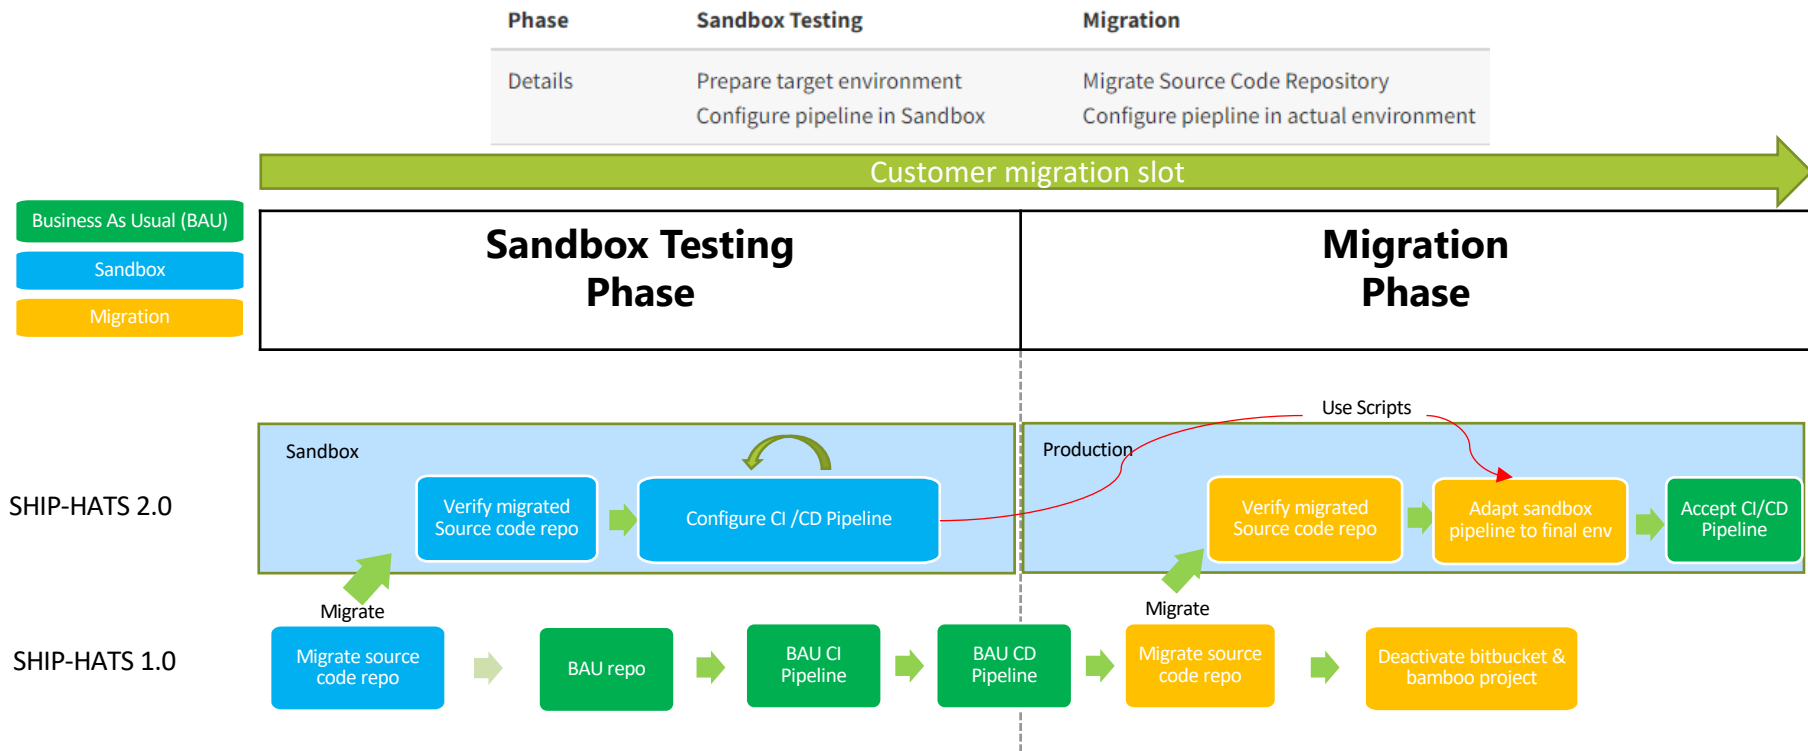 Phase Sandbox Testing Migration
Details Prepare target environment Migrate Source Code Repository
Configure pipeline in Sandbox Configure piepline in actual environment
Customer migration slot
Business As Usual (BAU)
Sandbox
Migration
Sandbox Testing
Phase
Migration
Phase
Use Scripts
Sandbox
Production
SHIP-HATS 2.0
Verify migrated
Source code repo
Configure CI /CD Pipeline
Verify migrated
Source code repo
Adapt sandbox
pipeline to final env
Accept CI/CD
Pipeline
Migrate
Migrate
SHIP-HATS 1.0
Migrate source
code repo
BAU repo
BAU CI
Pipeline
BAU CD
Pipeline
Migrate source
code repo
Deactivate bitbucket &
bamboo project